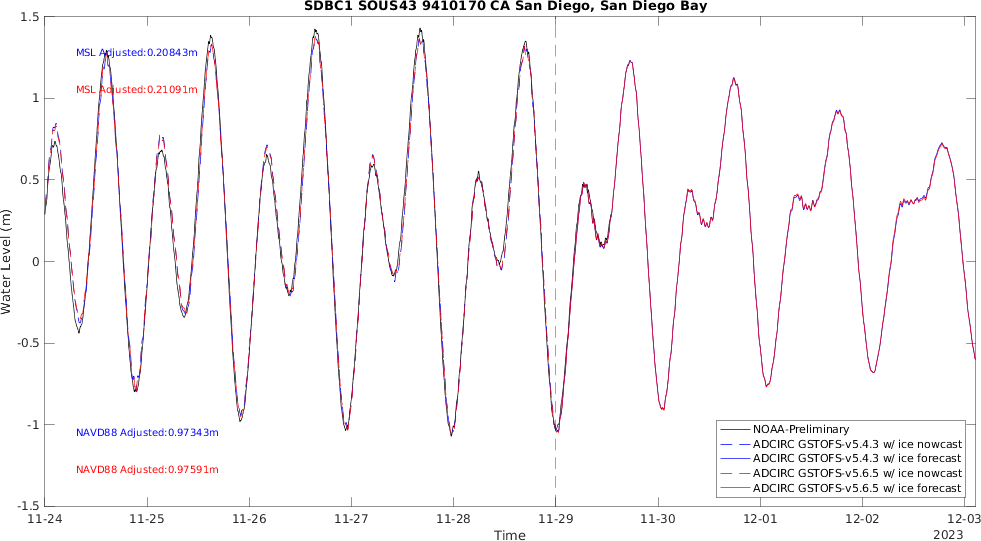 SDBC1 SOUS43 9410170 CA San Diego, San Diego Bay
1.5
MSL Adjusted:0.20843m
MSL Adjusted:0.21091m
1
0.5
Water Level (m)
0
-0.5
-1
NAVD88 Adjusted:0.97343m
NAVD88 Adjusted:0.97591m
NOAA-Preliminary
ADCIRC GSTOFS-v5.4.3 w/ ice nowcast
ADCIRC GSTOFS-v5.4.3 w/ ice forecast
ADCIRC GSTOFS-v5.6.5 w/ ice nowcast
ADCIRC GSTOFS-v5.6.5 w/ ice forecast
-1.5
11-24 11-25 11-26 11-27 11-28 11-29 11-30 12-01 12-02 12-03
Time
2023